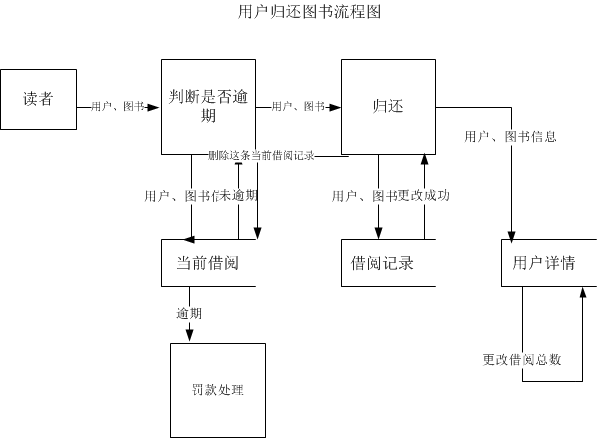 用户归还图书流程图
读者
用户、图书
判断是否逾
期
用户、图书
归还
用户、图书信息
删除这条当前借阅记录
用户、图书
未逾期
用户、图书
更改成功
当前借阅
借阅记录
用户详情
逾期
更改借阅总数
罚款处理